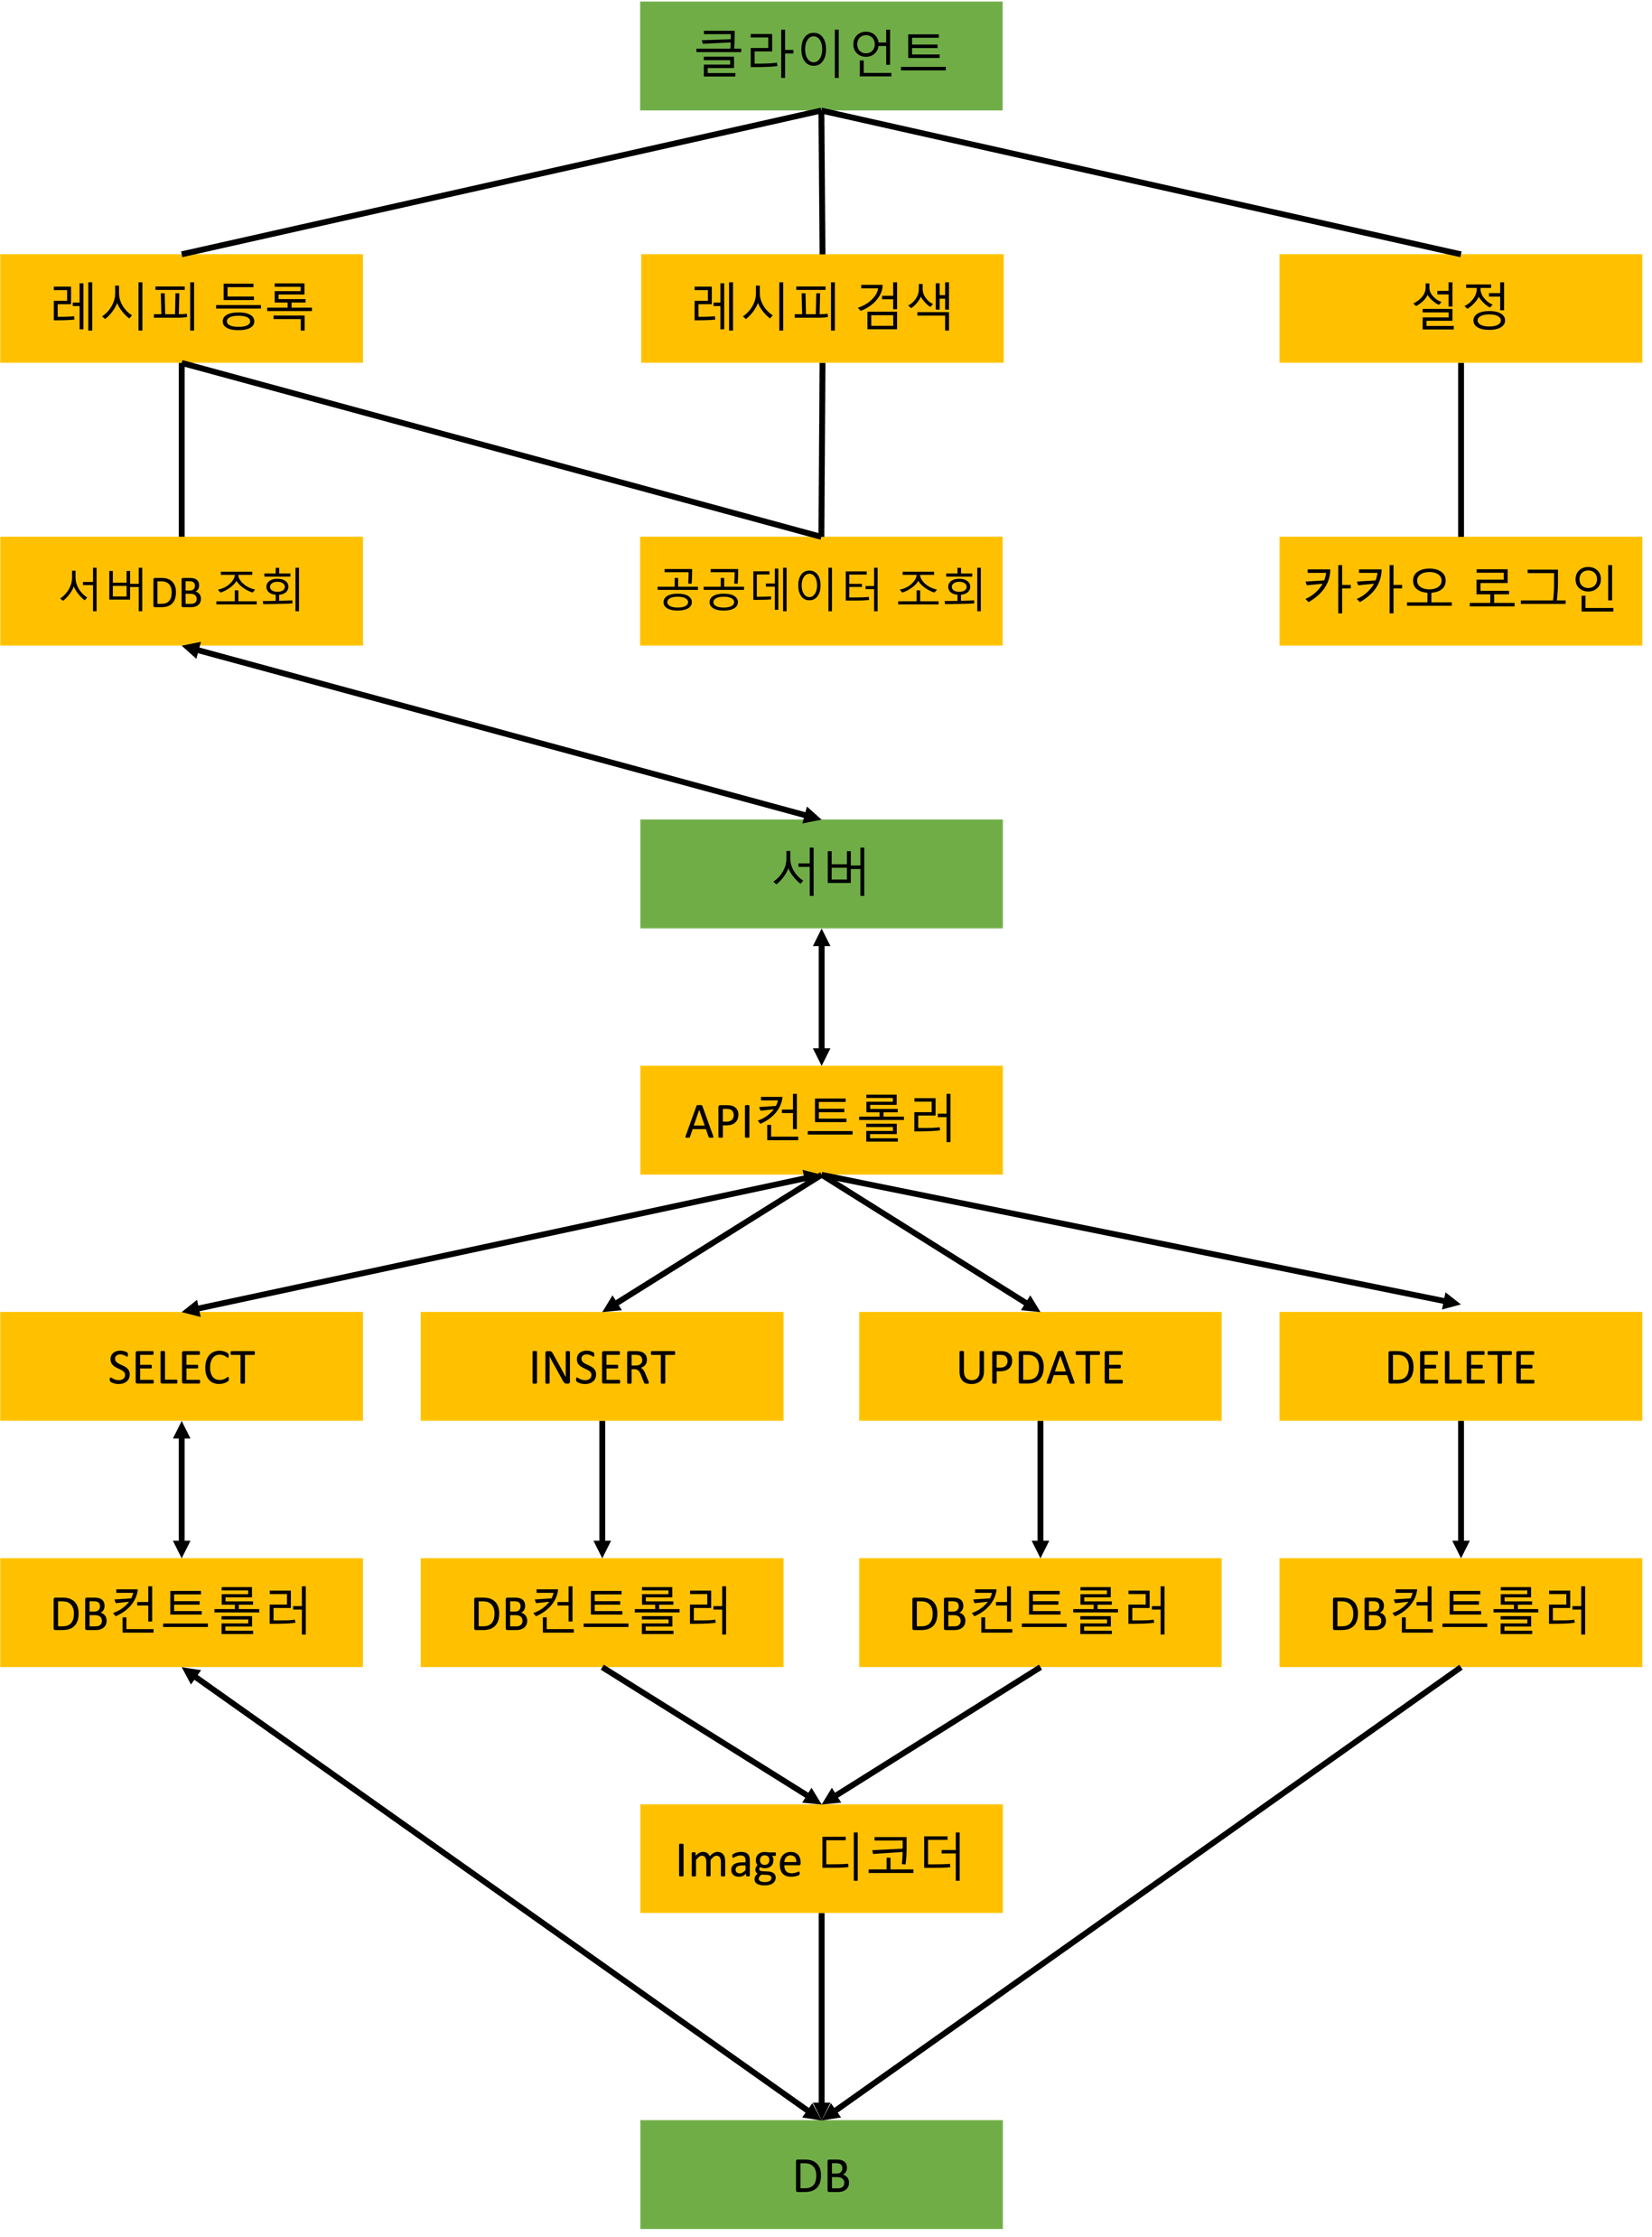 클라이언트
레시피 등록
레시피 검색
설정
서버DB조회
공공데이터 조회
카카오 로그인
서버
API컨트롤러
SELECT
INSERT
UPDATE
DELETE
DB컨트롤러
DB컨트롤러
DB컨트롤러
DB컨트롤러
Image 디코더
DB